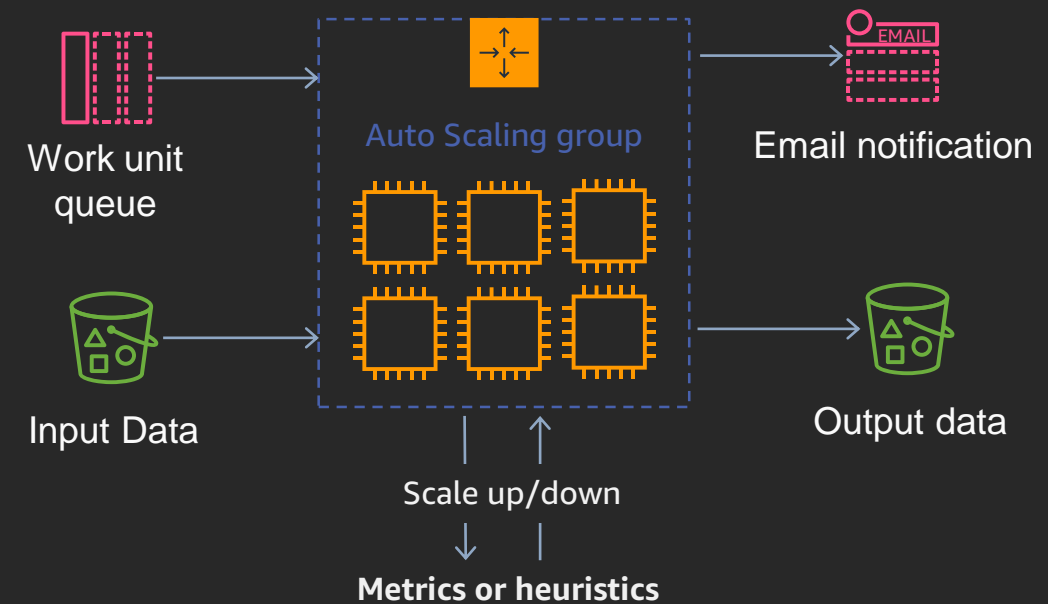 EMAIL
Auto Scaling group
Work unit
queue
Email notification
Input Data
Output data
Scale up/down
Metrics or heuristics